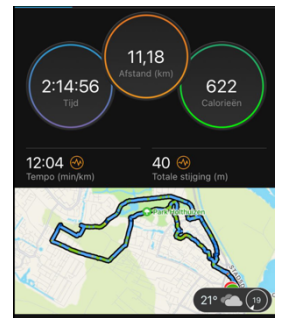 11,18
Afstand (km)
2:14:56
Tijd
622
Calorieën
12:04
Tempo (min/km)
40
Totale stijging (m)
21°
19